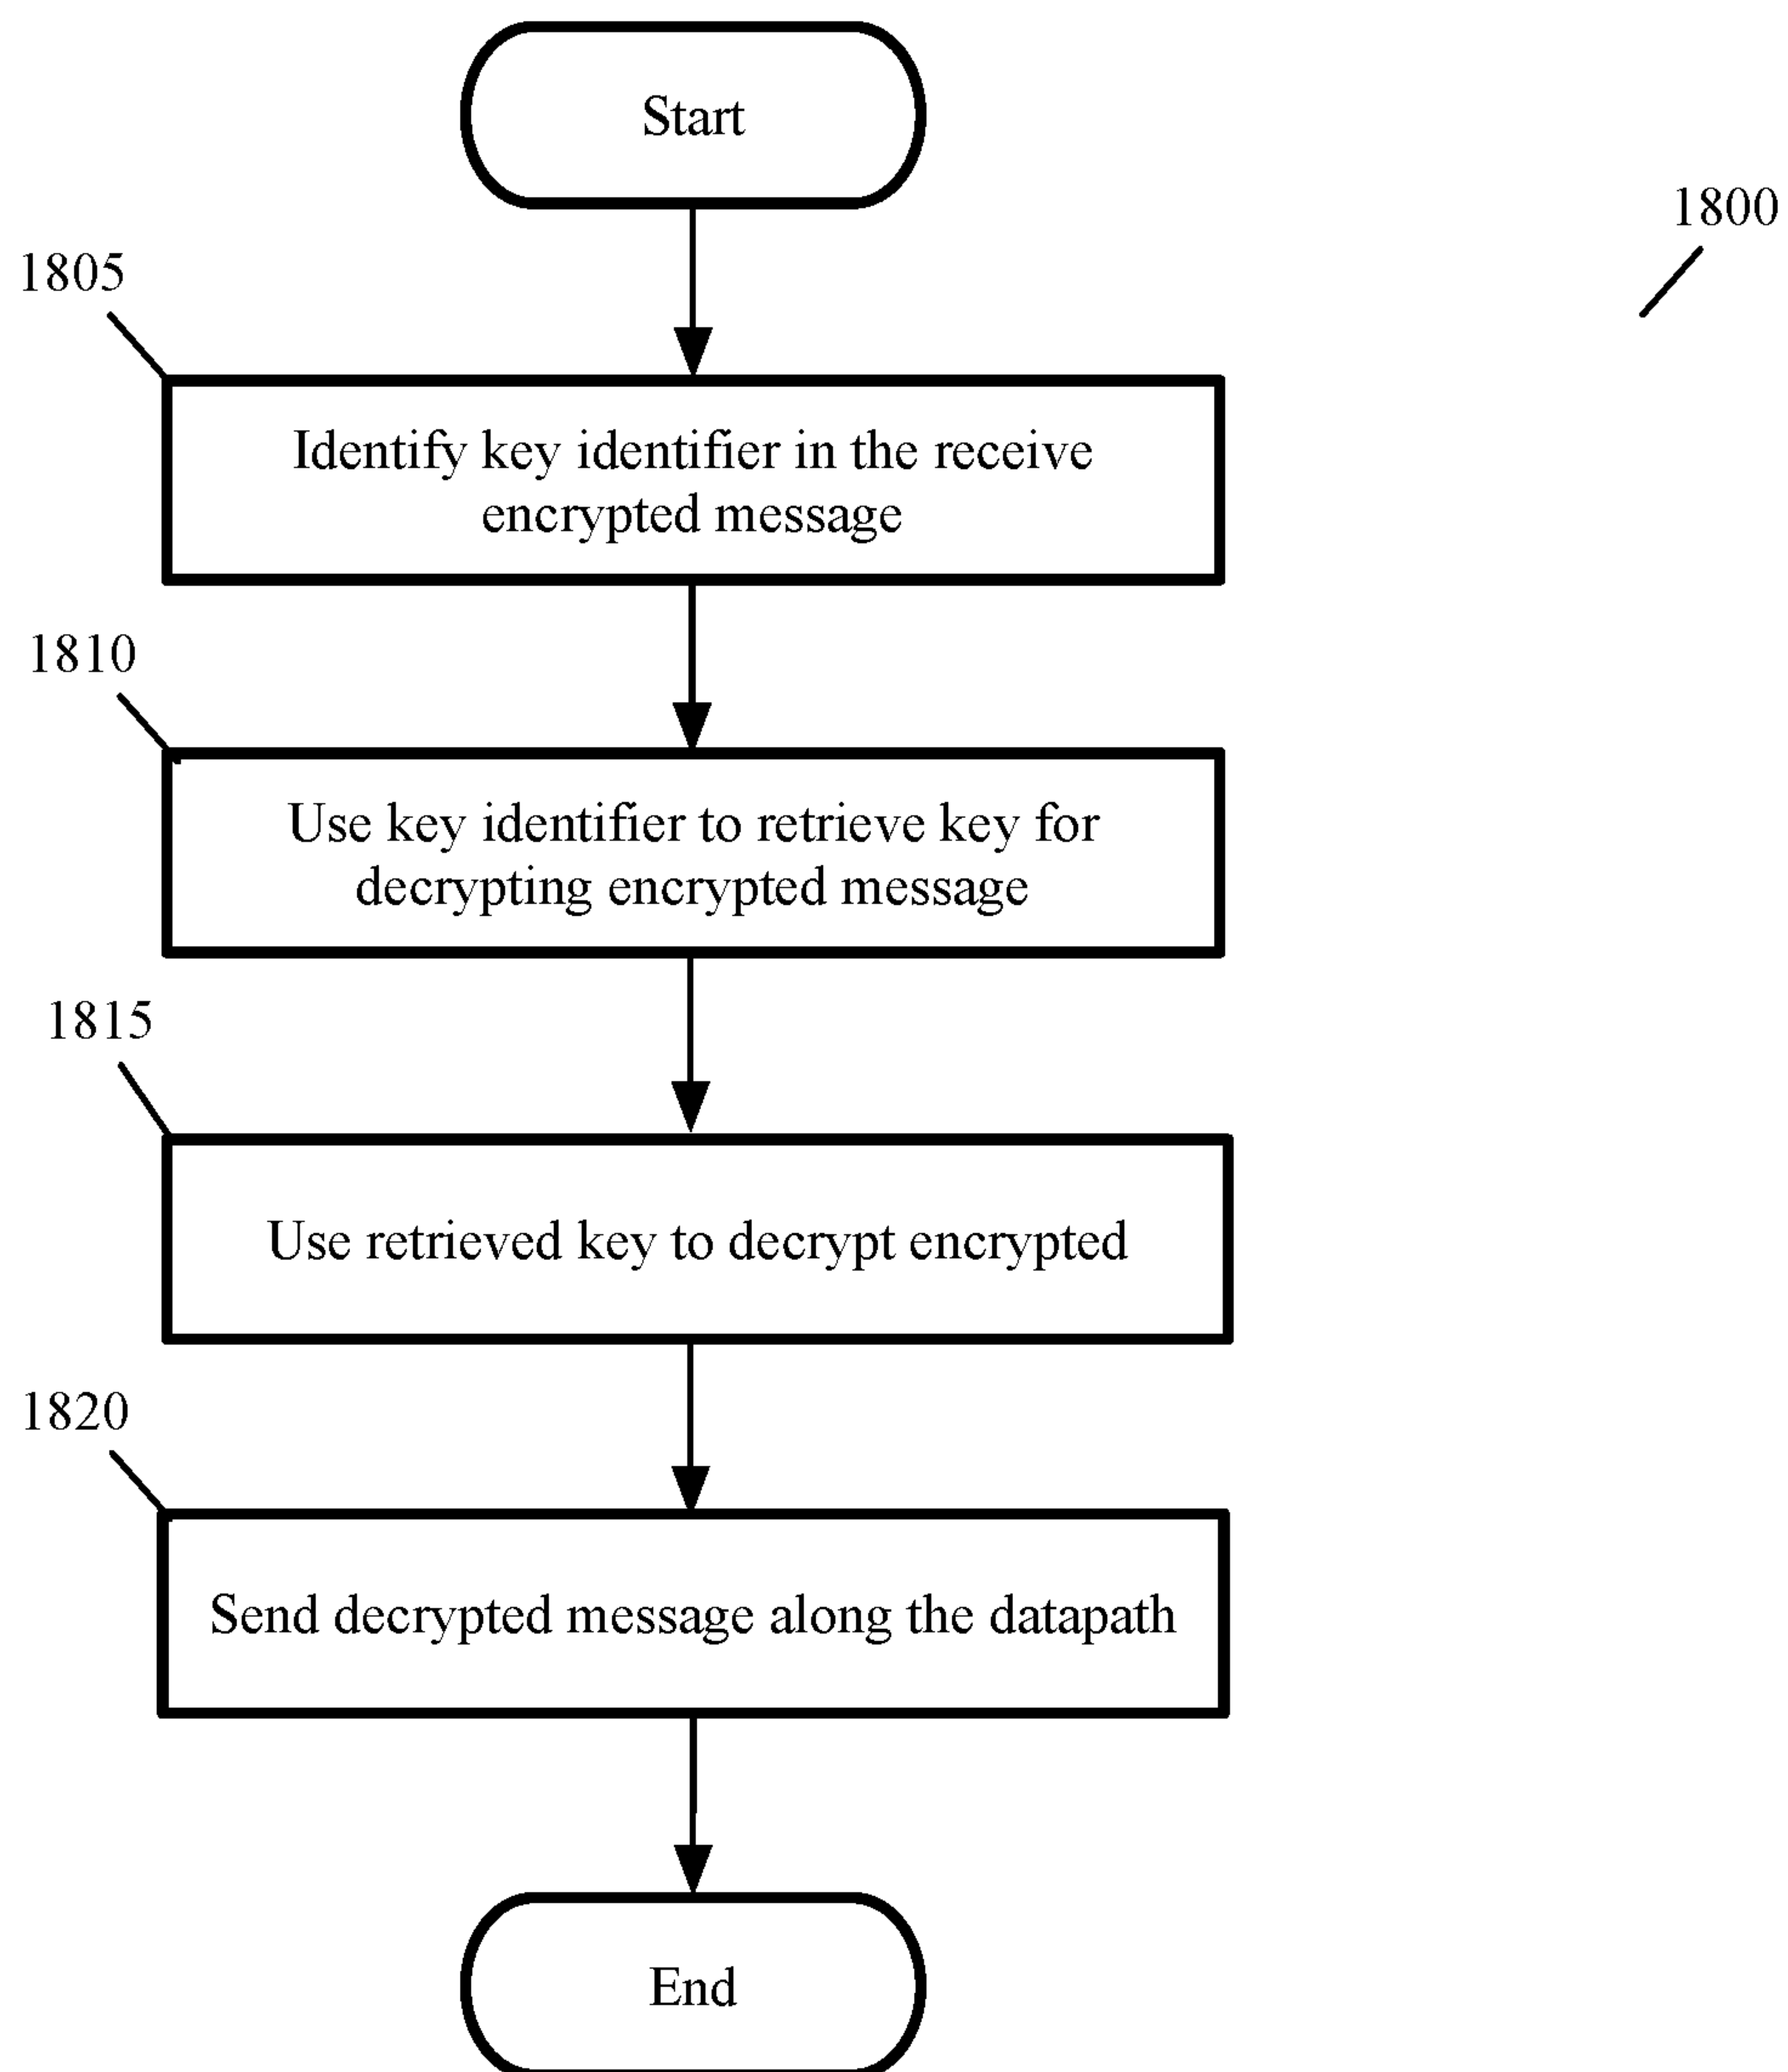 Start
1800
1805
Identify key identifier in the receive
encrypted message
1810
Use key identifier to retrieve key for
decrypting encrypted message
1815
Use retrieved key to decrypt encrypted
1820
Send decrypted message along the datapath
End